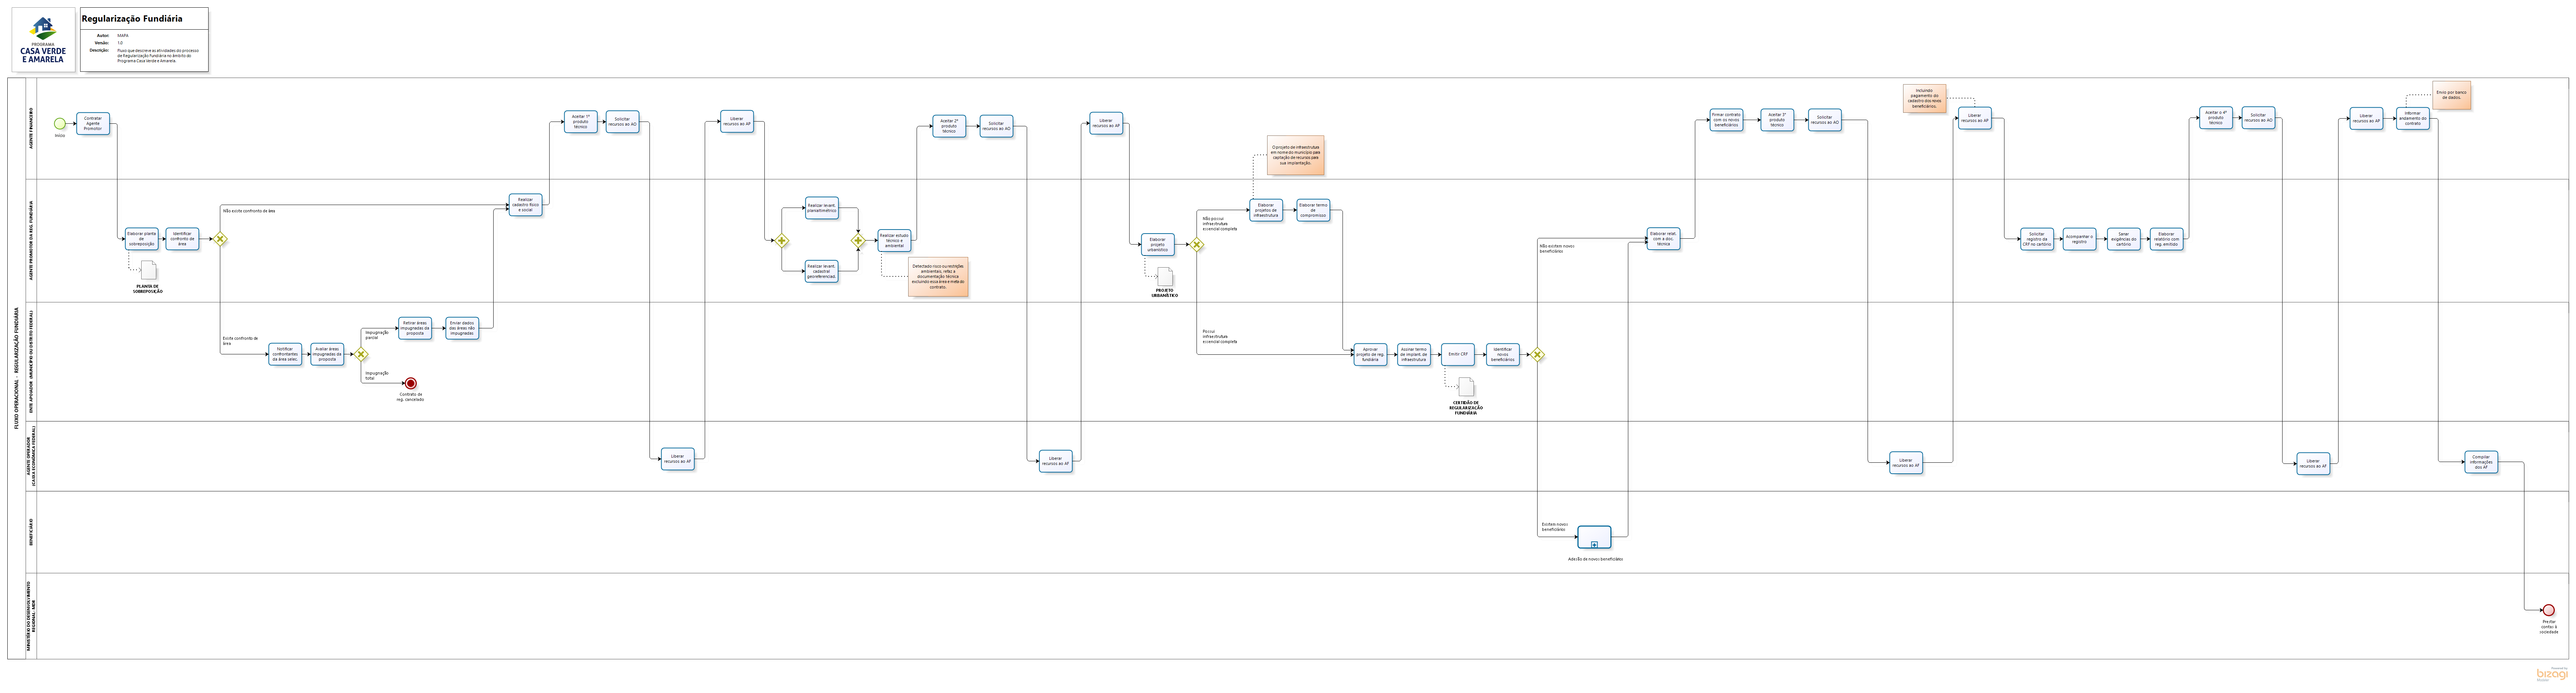 PROGRAMA
CASA VERDE
E AMARELA
Regularização Fundiária
Autor: MAPA
Versão: 1.0
Descrição: Fluxo que descreve as atividades do processo
de Regularização Fundiária no âmbito do
Programa Casa Verde e Amarela.
FLUXO OPERACIONAL - REGULARIZAÇÃO FUNDIÁRIA
AGENTE FINANCEIRO
Início
Contratar
Agente
Promotor
Aceitar 1º
produto
técnico
Solicitar
recursos ao AO
Liberar
recursos ao AF
Aceitar 2º
produto
técnico
Solicitar
recursos ao AO
Liberar
recursos ao AF
O projeto de infraestrutura
em nome do município para
captação de recurso para
sua implantação.
Firmar contrato
com os novos
beneficiários
Aceitar 3º
produto
técnico
Solicitar
recursos ao AO
Incluindo
pagamento do
cadastro dos novos
beneficiários.
Liberar
recursos ao AF
Aceitar o 4º
produto
técnico
Solicitar
recursos ao AO
Liberar
recursos ao AF
Informar
andamento do
contrato
Envio por banco
de dados.
AGENTE PROMOTOR DA REG. FUNDIÁRIA
Elaborar planta
de
sobreposição
PLANTA DE
SOBREPOSIÇÃO
Identificar
confronto de
área
Não existe confronto de área
Existe confronto de
área
Realizar
cadastro físico
e social
Realizar levant.
planialtimétrico
Realizar levant.
cadastral
georreferenciad.
Realizar estudo
técnico e
ambiental
Detectado risco ou restrições
ambientais, refaz a
documentação técnica
excluindo essa área e meta do
contrato.
Elaborar
projeto
urbanístico
PROJETO
URBANÍSTICO
Não possui
infraestrutura
essencial completa
Elaborar
projetos de
infraestrutura
Elaborar termo
de
compromisso
Não existem novos
beneficiários
Elaborar relat.
com a doc.
técnica
Solicitar
registro da
CRF no cartório
Acompanhar o
registro
Sanar
exigências do
cartório
Elaborar
relatório com
reg. emitido
ENTE APOIADOR (MUNICÍPIO OU DISTRITO FEDERAL)
Notificar
confrontantes
da área selec.
Avaliar áreas
impugnadas da
proposta
Impugnação
parcial
Retirar áreas
impugnadas da
proposta
Enviar dados
das áreas não
impugnadas
Impugnação
total
Contrato de
reg. cancelado
Possui
infraestrutura
essencial completa
Aprovar
projeto de reg.
fundiária
Assinar termo
de implant. de
infraestrutura
Emitir CRF
CERTIDÃO DE
REGULARIZAÇÃO
FUNDIÁRIA
Identificar
novos
beneficiários
AGENTE OPERADOR
(CAIXA ECONÔMICA FEDERAL)
Liberar
recursos ao AF
Liberar
recursos ao AF
Liberar
recursos ao AF
Liberar
recursos ao AF
Compilar
informações
dos AF
BENEFICIÁRIO
Existem novos
beneficiários
Adesão de novos beneficiários
MINISTÉRIO DO DESENVOLVIMENTO
REGIONAL - MDR
Prestar
contas à
sociedade
Powered by
bizagi
Modeler